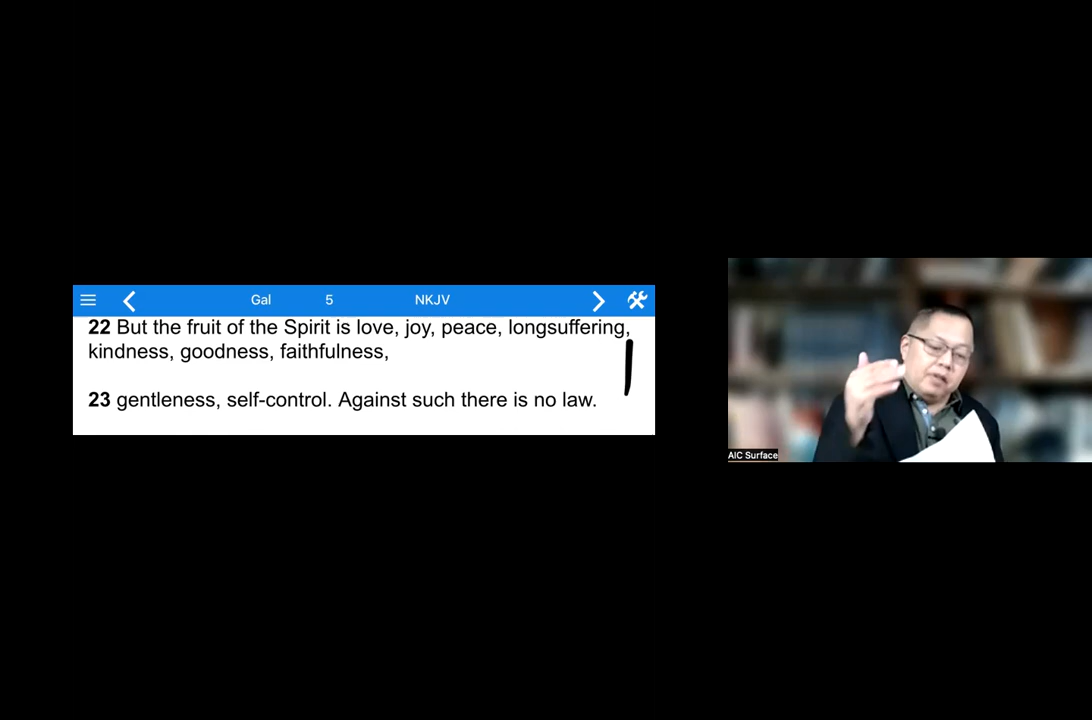 Gal 5 NKJV
22 But the fruit of the Spirit is love, joy, peace, longsuffering,
kindness, goodness, faithfulness,
23 gentleness, self-control. Against such there is no law.
AIC Surface